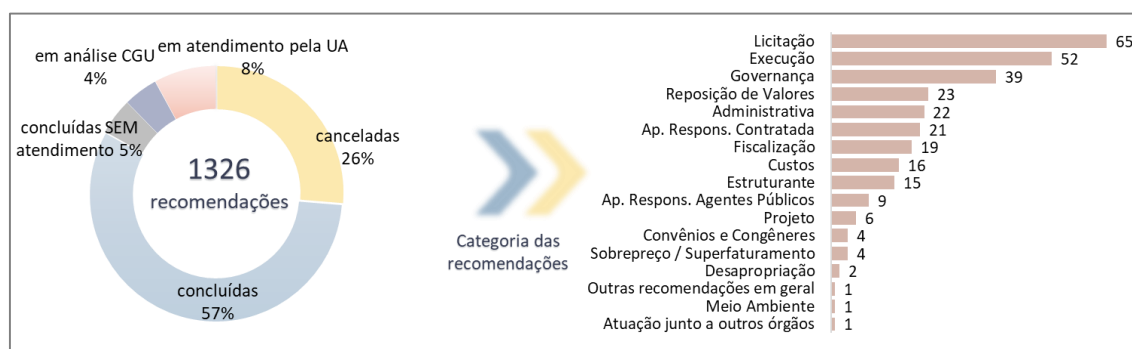 em análise CGU
4%
em atendimento pela UA
8%
concluídas SEM
atendimento 5%
canceladas
26%
1326
recomendações
concluídas
57%
Categoria das
recomendações
Licitação 65
Execução 52
Governança 39
Reposição de Valores 23
Administrativa 22
Ap. Respons. Contratada 21
Fiscalização 19
Custos 16
Estruturante 15
Ap. Respons. Agentes Públicos 9
Projeto 6
Convênios e Congêneres 4
Sobrepreço / Superfaturamento 4
Desapropriação 2
Outras recomendações em geral 1
Meio Ambiente 1
Atuação junto a outros órgãos 1